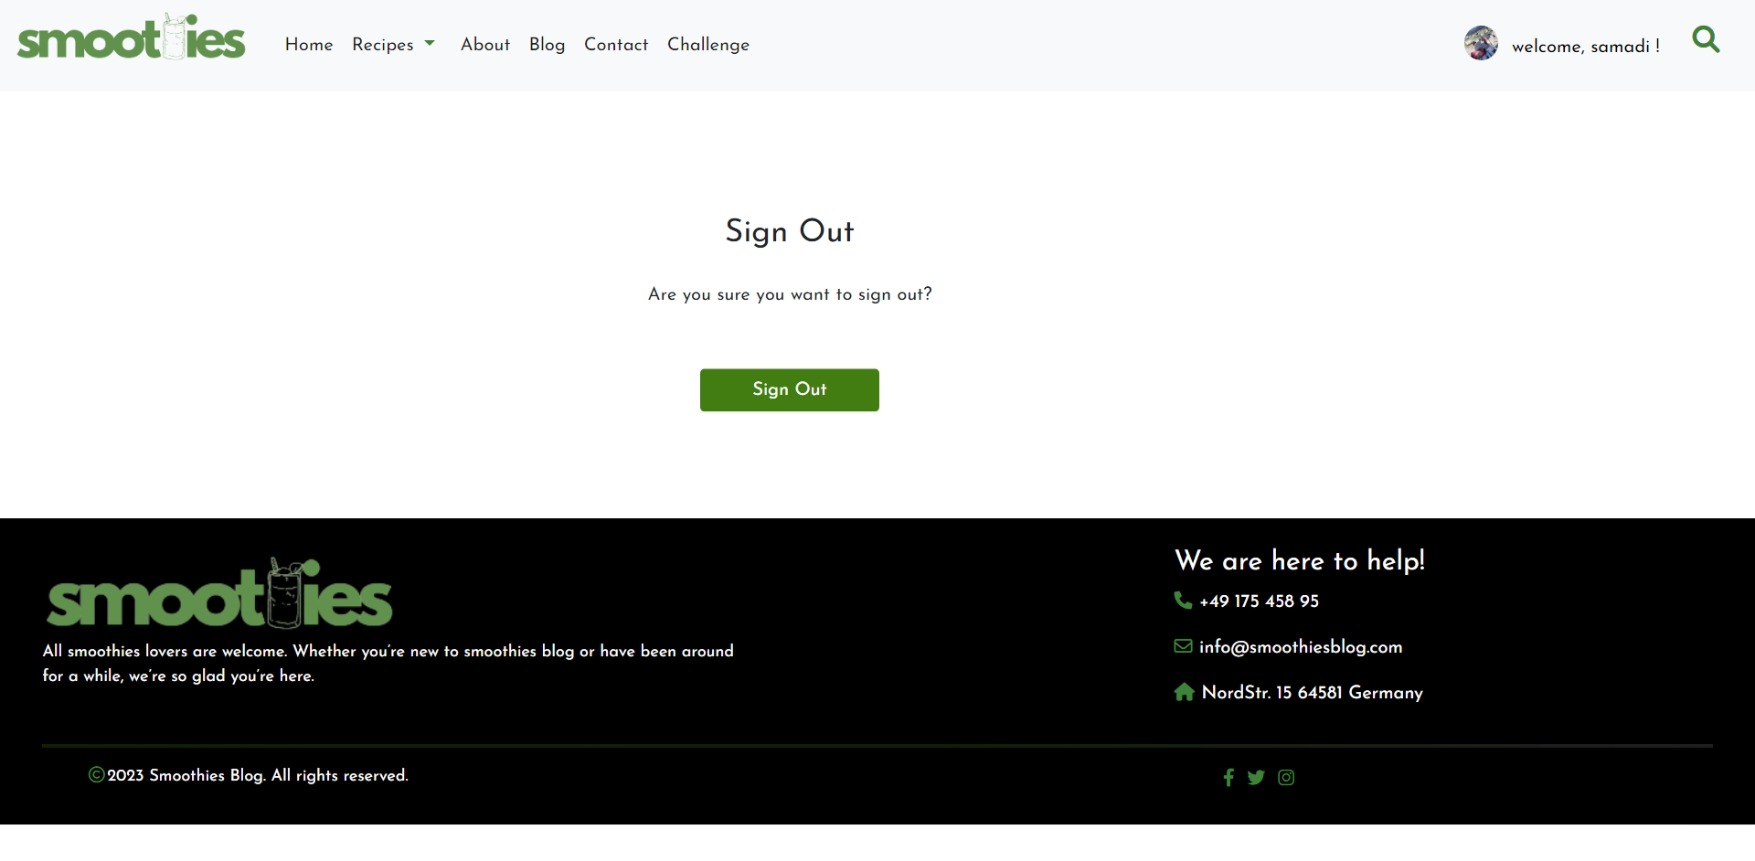 smoothies
Home Recipes About Blog Contact Challenge
welcome, samadi !
Sign Out
Are you sure you want to sign out?
Sign Out
smoothies
All smoothies lovers are welcome. Whether you're new to smoothies blog or have been around
for a while, we're so glad you're here.
We are here to help!
+49 175 458 95
info@smoothiesblog.com
NordStr. 15 64581 Germany
©2023 Smoothies Blog. All rights reserved.